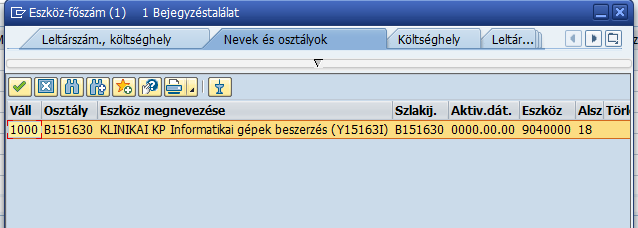 Eszköz-főszám (1) 1 Bejegyzéstalálat
Leltárszám., költséghely Nevek és osztályok Költséghely Leltár...
Váll Osztály Eszköz megnevezése Szlakij. Aktiv.dát. Eszköz Alsz Törl
1000 B151630 KLINIKAI KP Informatikai gépek beszerzés (Y15163I) B151630 0000.00.00 9040000 18